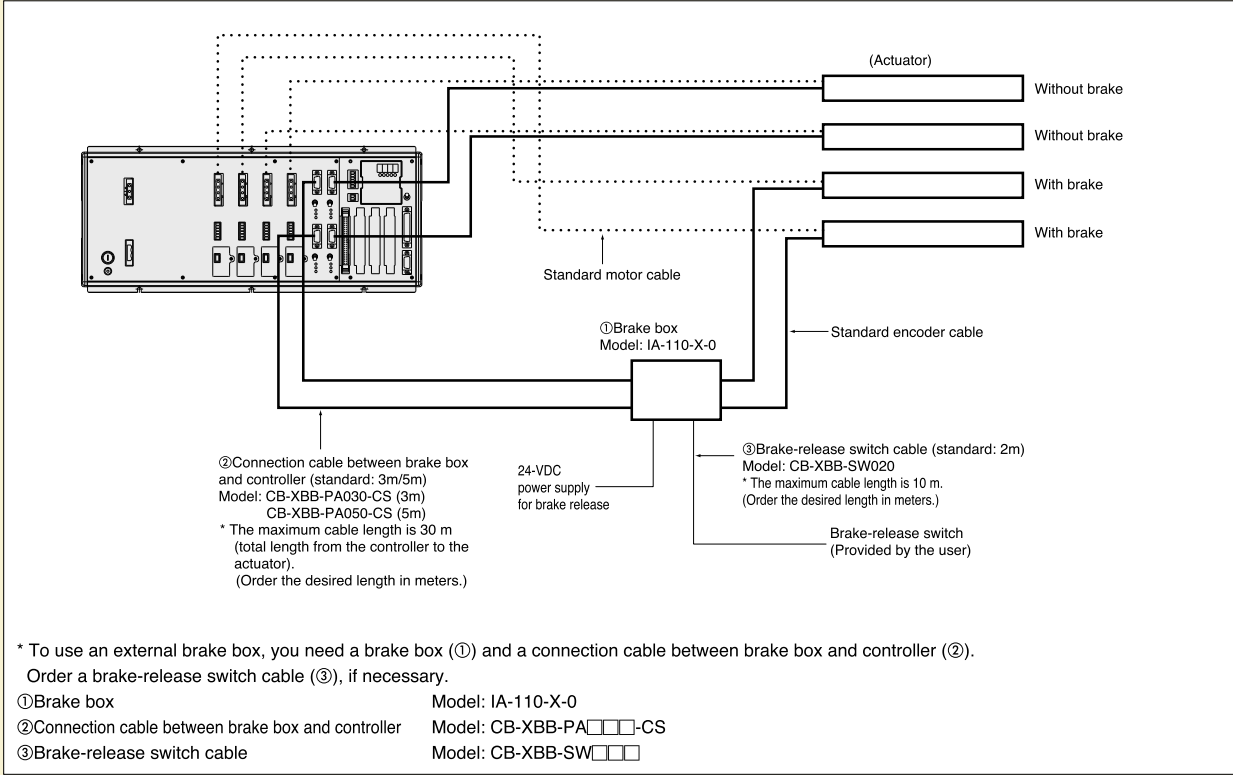 (Actuator)
Without brake
Without brake
With brake
With brake
Standard motor cable
①Brake box
Model: IA-110-X-0
Standard encoder cable
②Connection cable between brake box
and controller (standard: 3m/5m)
Model: CB-XBB-PA030-CS (3m)
CB-XBB-PA050-CS (5m)
* The maximum cable length is 30 m
(total length from the controller to the
actuator).
(Order the desired length in meters.)
24-VDC
power supply
for brake release
③Brake-release switch cable (standard: 2m)
Model: CB-XBB-SW020
* The maximum cable length is 10 m.
(Order the desired length in meters.)
Brake-release switch
(Provided by the user)
* To use an external brake box, you need a brake box (①) and a connection cable between brake box and controller (②).
Order a brake-release switch cable (③), if necessary.
①Brake box Model: IA-110-X-0
②Connection cable between brake box and controller Model: CB-XBB-PA□□□-CS
③Brake-release switch cable Model: CB-XBB-SW□□□